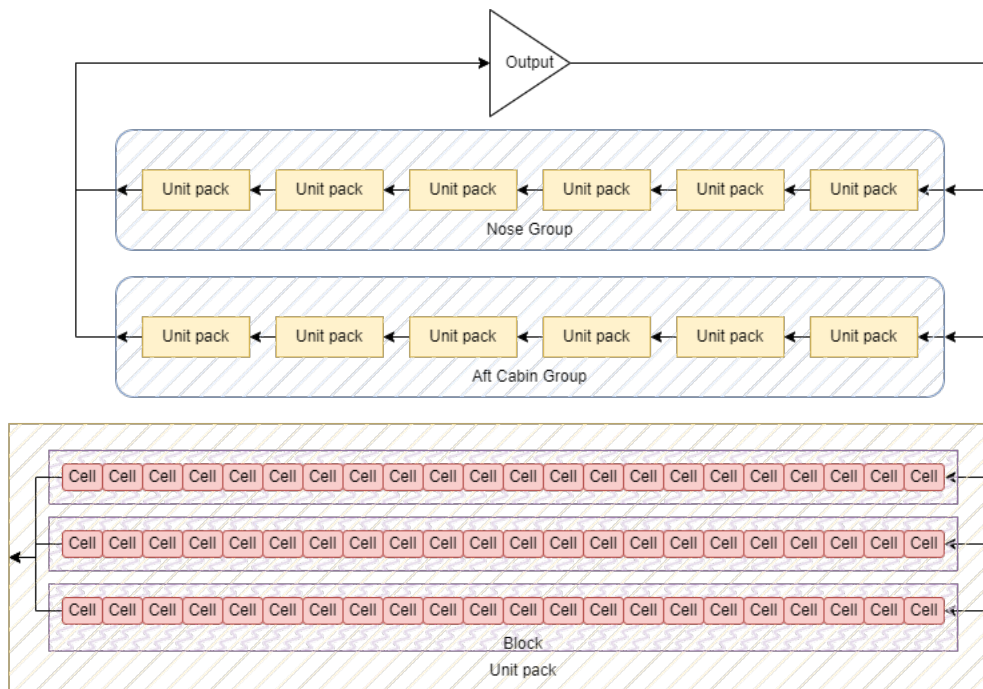 Output
Unit pack Unit pack Unit pack Unit pack Unit pack Unit pack
Nose Group
Unit pack Unit pack Unit pack Unit pack Unit pack Unit pack
Aft Cabin Group
Cell Cell Cell Cell Cell Cell Cell Cell Cell Cell Cell Cell Cell Cell Cell Cell Cell Cell Cell Cell Cell Cell
Cell Cell Cell Cell Cell Cell Cell Cell Cell Cell Cell Cell Cell Cell Cell Cell Cell Cell Cell Cell Cell Cell
Cell Cell Cell Cell Cell Cell Cell Cell Cell Cell Cell Cell Cell Cell Cell Cell Cell Cell Cell Cell Cell Cell
Block
Unit pack